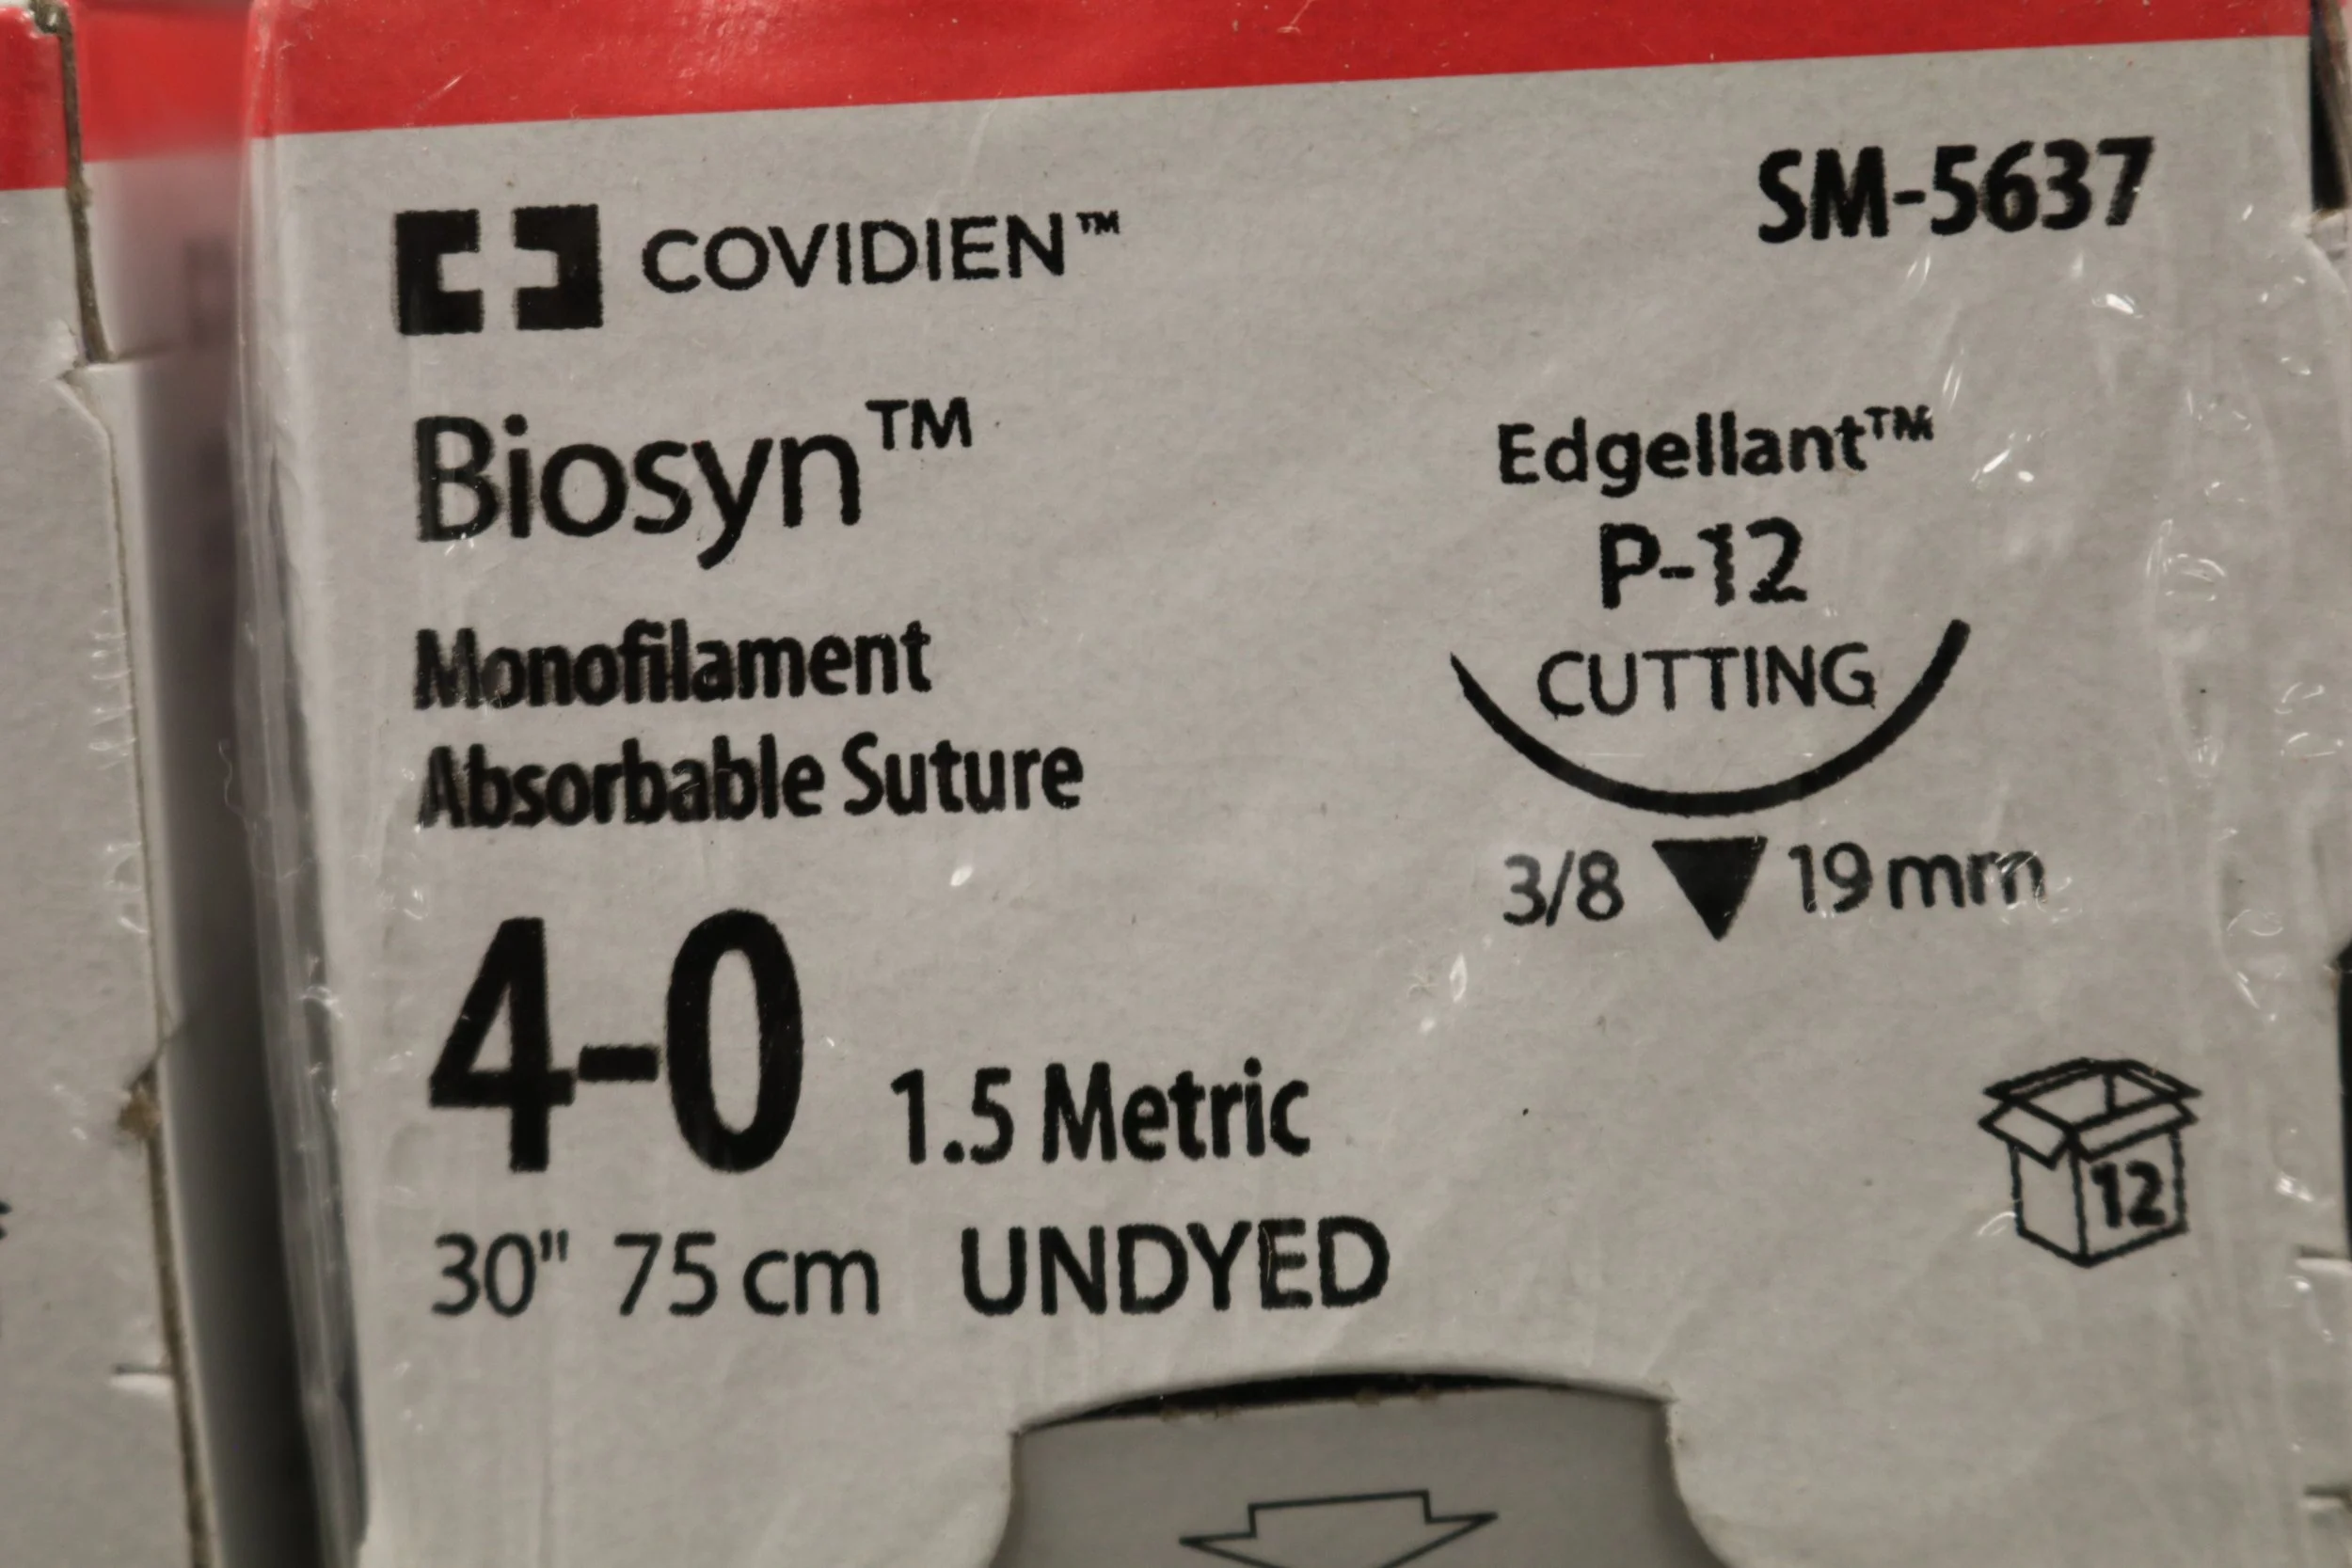 COVIDIEN™
SM-5637
Biosyn™
Monofilament
Absorbable Suture
Edgellant™
P-12
CUTTING
3/8 19 mm
4-0 1.5 Metric
30" 75 cm UNDYED
12